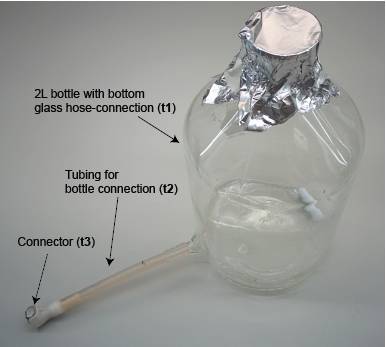 2L bottle with bottom
glass hose-connection (t1)
Tubing for
bottle connection (t2)
Connector (t3)